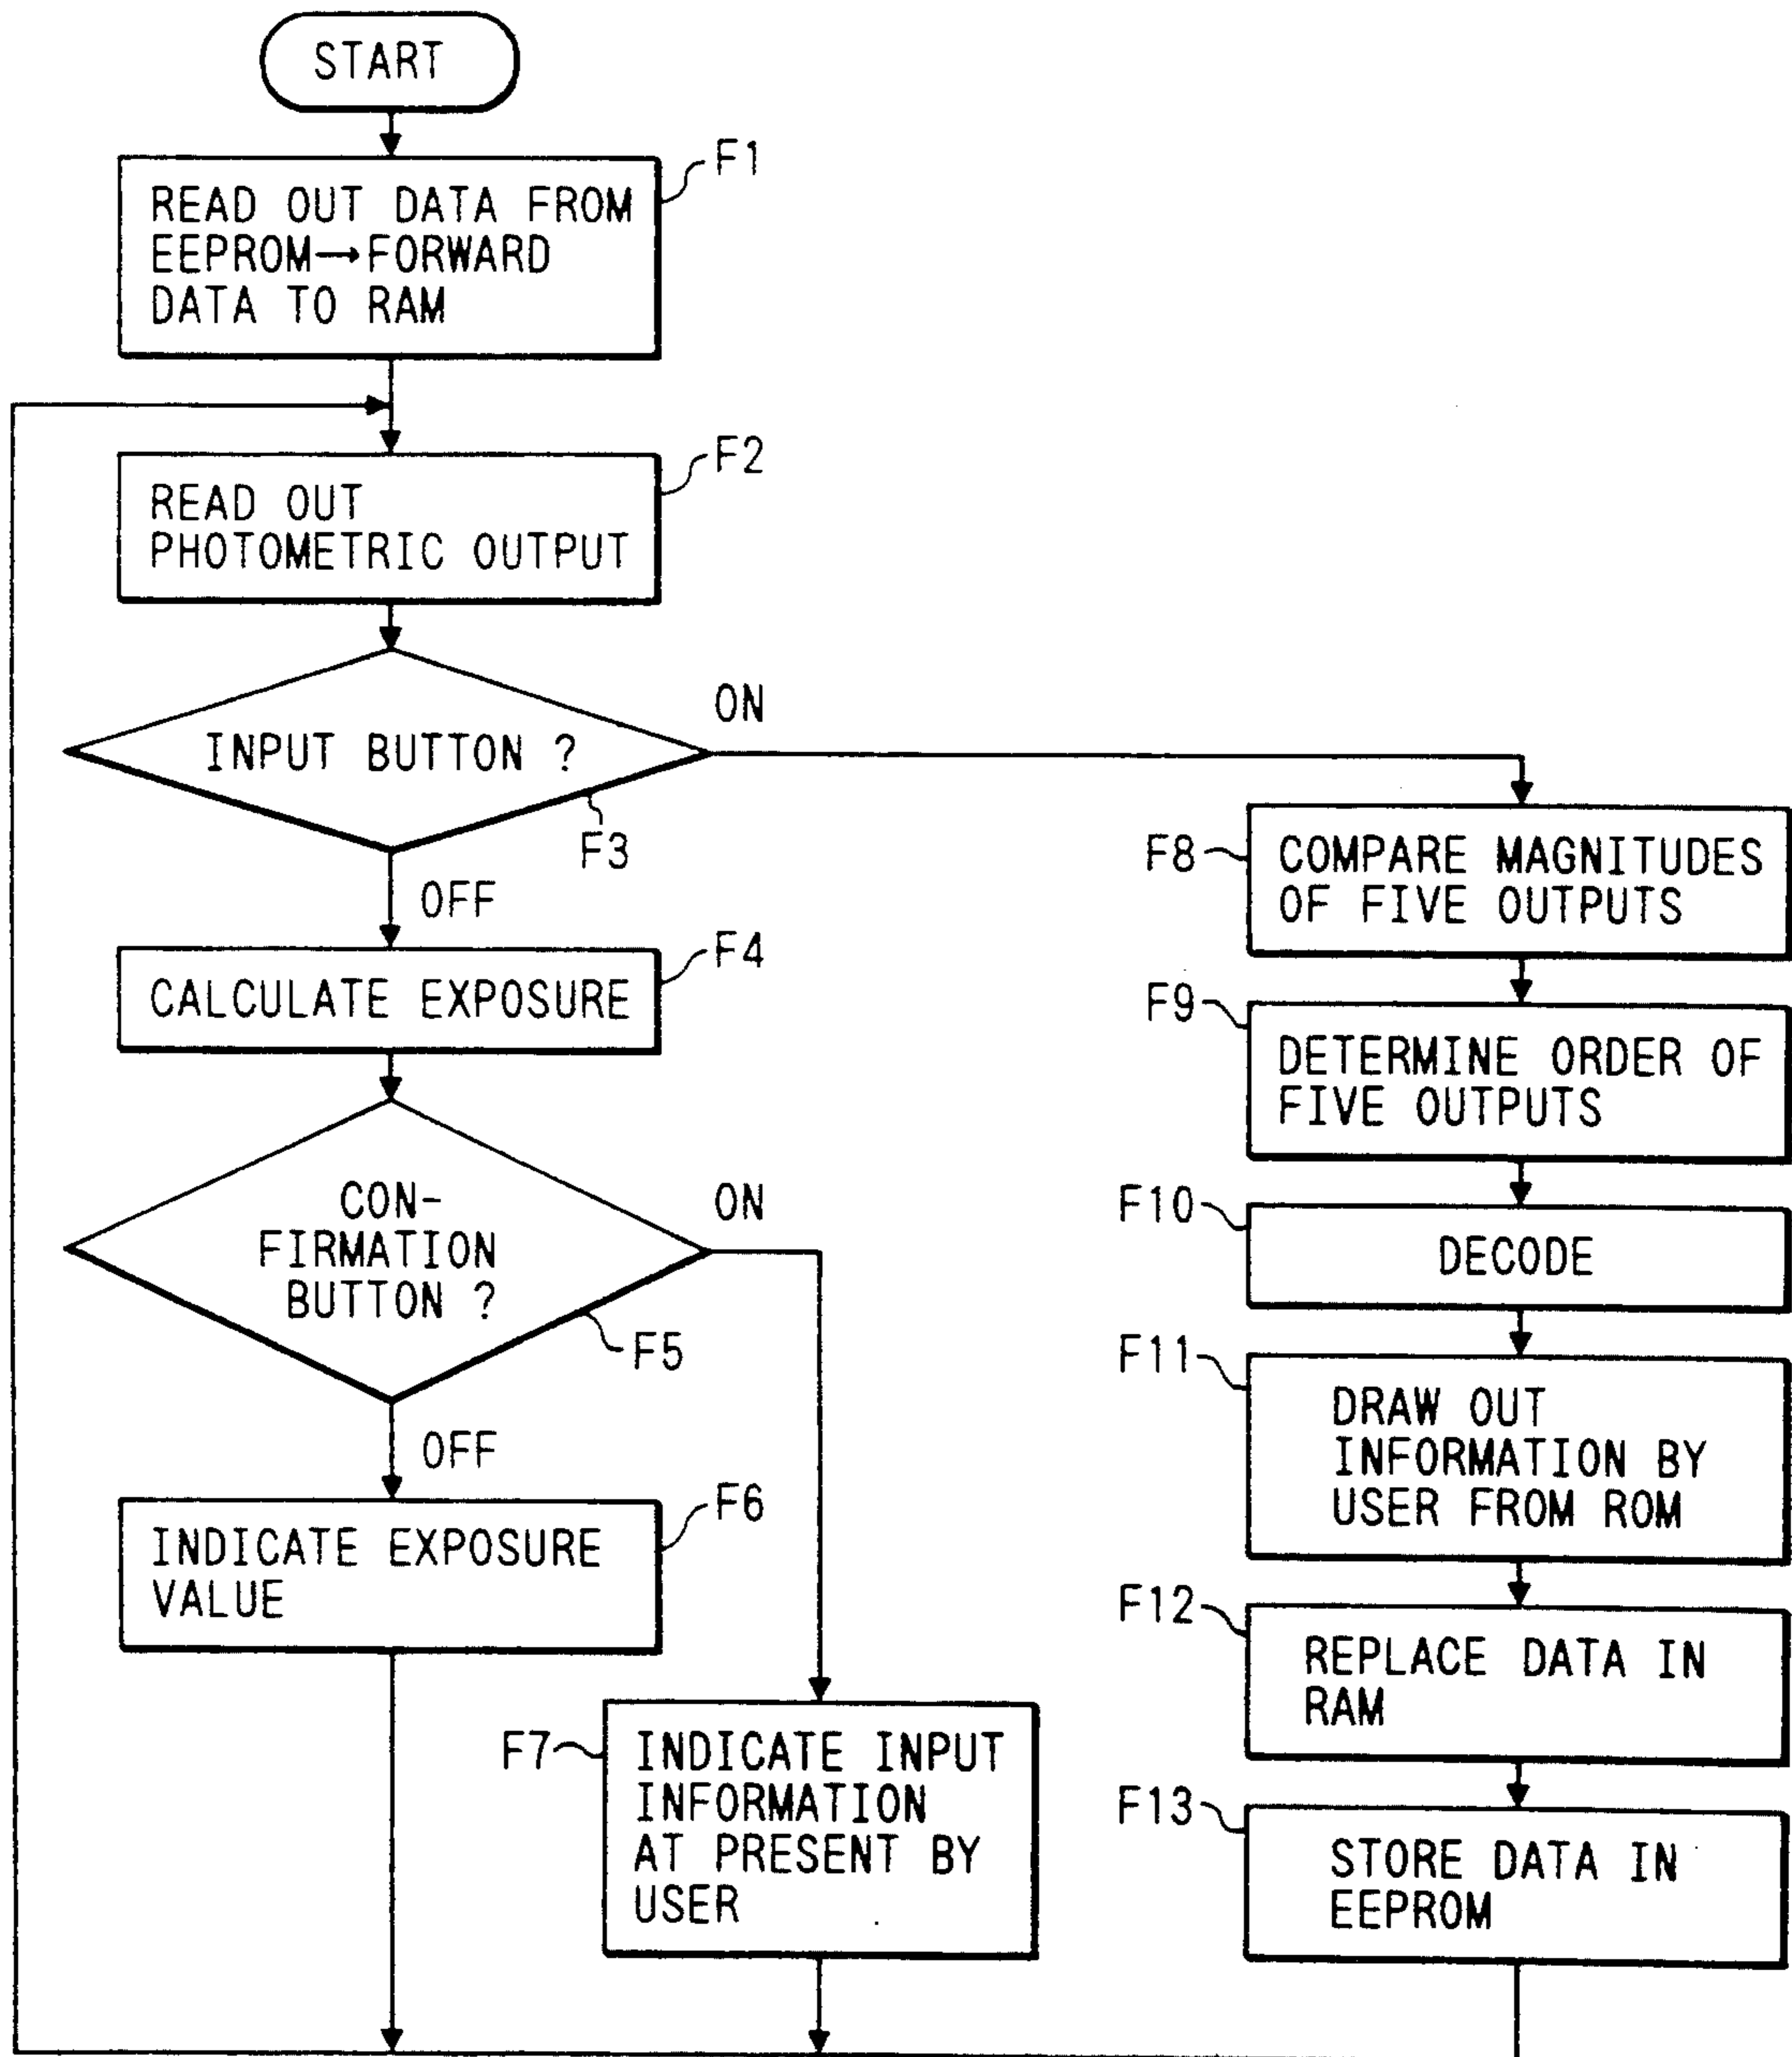 START
F1
READ OUT DATA FROM
EEPROM→FORWARD
DATA TO RAM
F2
READ OUT
PHOTOMETRIC OUTPUT
INPUT BUTTON ?
ON
F3
OFF
F4
CALCULATE EXPOSURE
CON-
FIRMATION
BUTTON ?
ON
F5
OFF
F6
INDICATE EXPOSURE
VALUE
F7
INDICATE INPUT
INFORMATION
AT PRESENT BY
USER
F8
COMPARE MAGNITUDES
OF FIVE OUTPUTS
F9
DETERMINE ORDER OF
FIVE OUTPUTS
F10
DECODE
F11
DRAW OUT
INFORMATION BY
USER FROM ROM
F12
REPLACE DATA IN
RAM
F13
STORE DATA IN
EEPROM